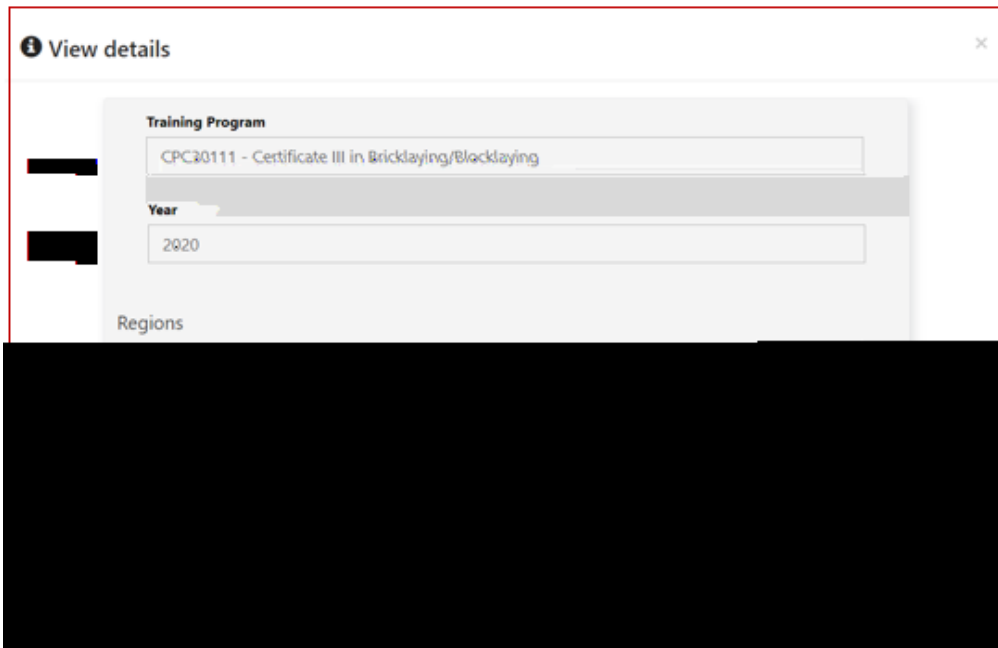 View details
Training Program
CPC30111 - Certificate III in Bricklaying/Blocklaying
Year
2020
Regions